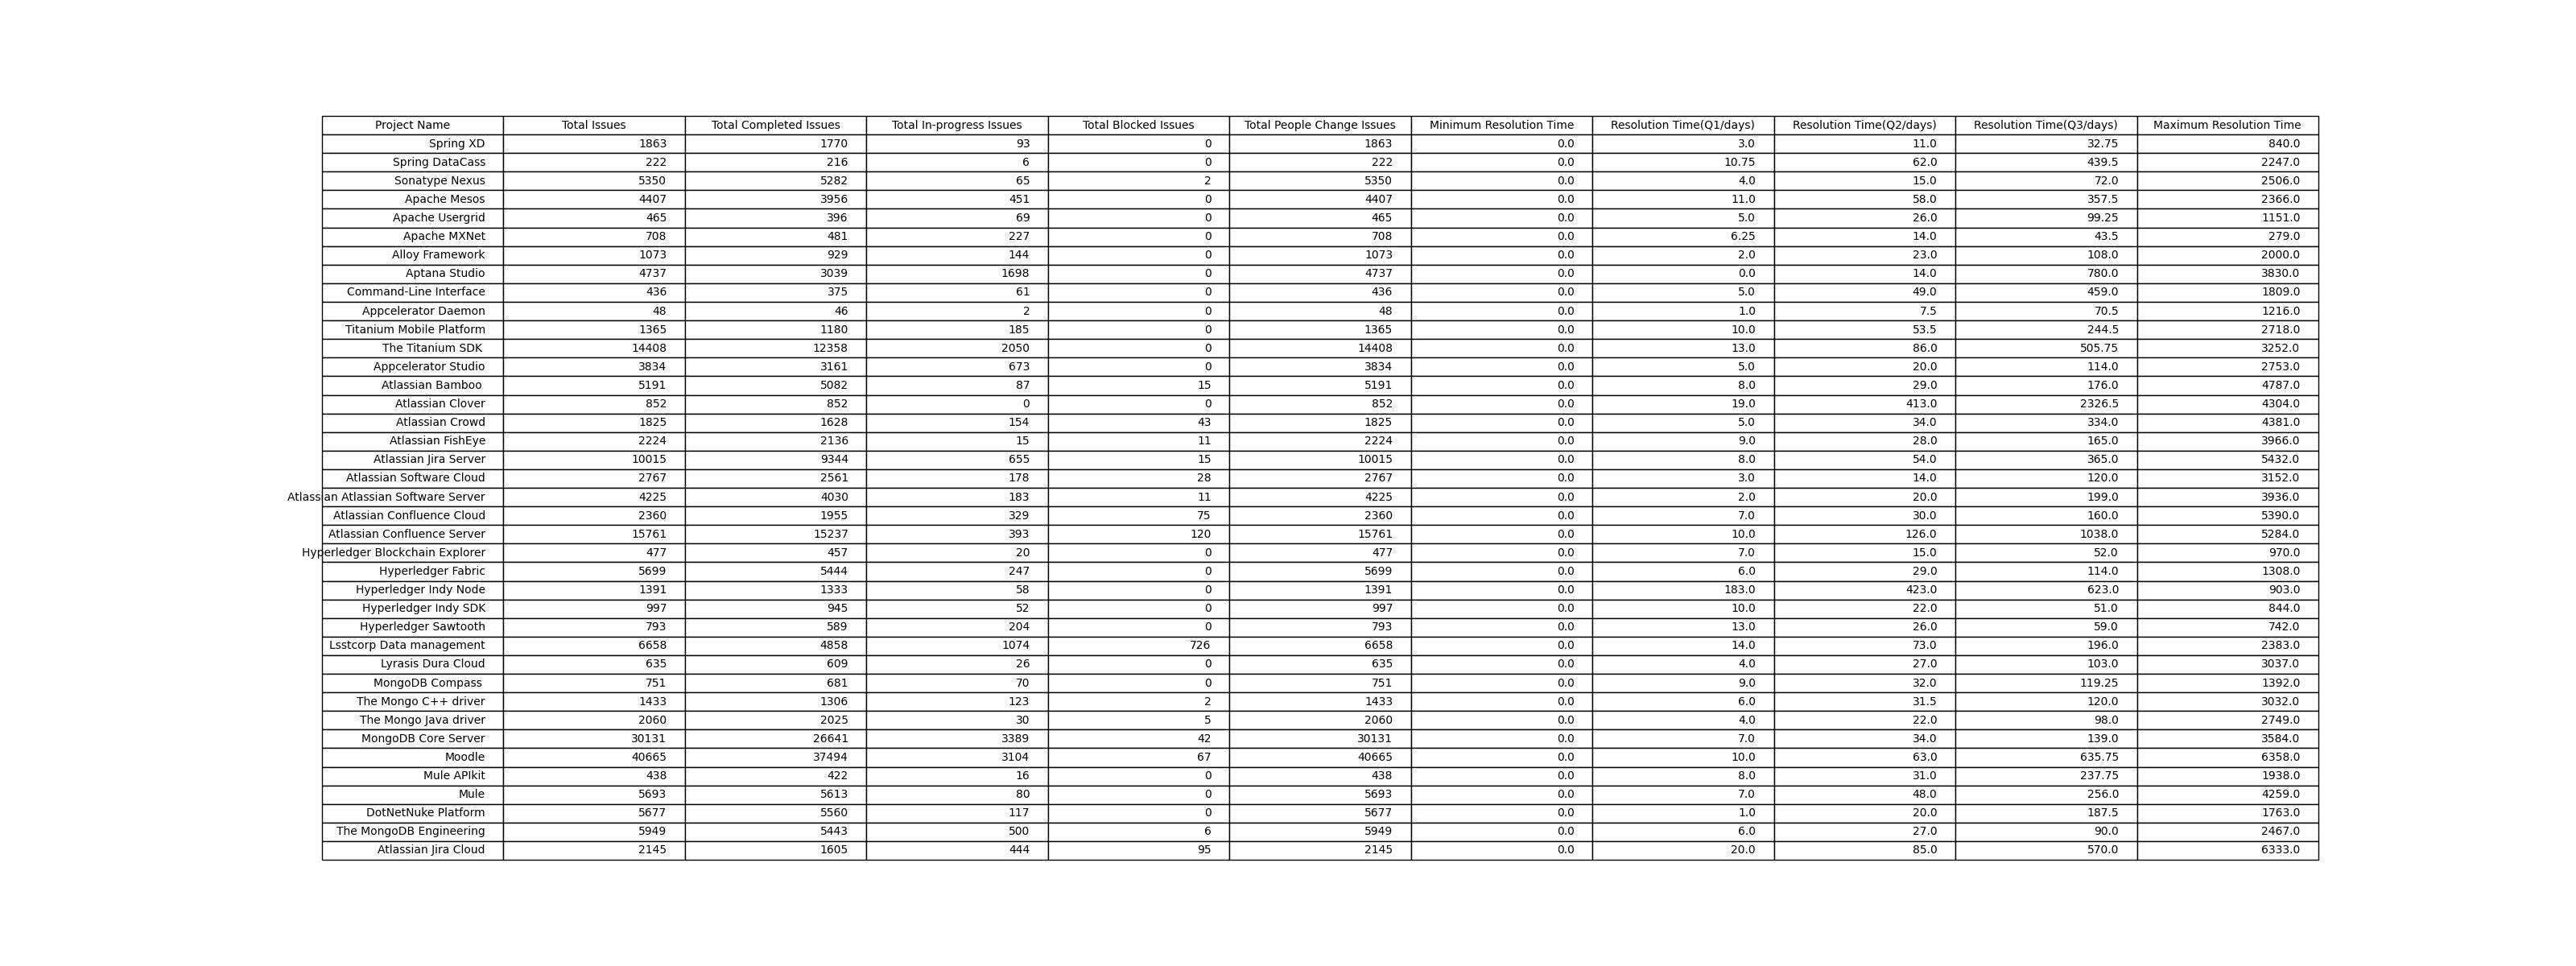 Project Name Total Issues Total Completed Issues Total In-progress Issues Total Blocked Issues Total People Change Issues Minimum Resolution Time Resolution Time(Q1/days) Resolution Time(Q2/days) Resolution Time(Q3/days) Maximum Resolution Time
Spring XD 1863 1770 93 0 1863 0.0 3.0 11.0 32.75 840.0
Spring DataCass 222 216 6 0 222 0.0 10.75 62.0 439.5 2247.0
Sonatype Nexus 5350 5282 65 2 5350 0.0 4.0 15.0 72.0 2506.0
Apache Mesos 4407 3956 451 0 4407 0.0 11.0 58.0 357.5 2366.0
Apache Usergrid 465 396 69 0 465 0.0 5.0 26.0 99.25 1151.0
Apache MXNet 708 481 227 0 708 0.0 6.25 14.0 43.5 279.0
Alloy Framework 1073 929 144 0 1073 0.0 2.0 23.0 108.0 2000.0
Aptana Studio 4737 3039 1698 0 4737 0.0 0.0 14.0 780.0 3830.0
Command-Line Interface 436 375 61 0 436 0.0 5.0 49.0 459.0 1809.0
Appcelerator Daemon 48 46 2 0 48 0.0 1.0 7.5 70.5 1216.0
Titanium Mobile Platform 1365 1180 185 0 1365 0.0 10.0 53.5 244.5 2718.0
The Titanium SDK 14408 12358 2050 0 14408 0.0 13.0 86.0 505.75 3252.0
Appcelerator Studio 3834 3161 673 0 3834 0.0 5.0 20.0 114.0 2753.0
Atlassian Bamboo 5191 5082 87 15 5191 0.0 8.0 29.0 176.0 4787.0
Atlassian Clover 852 852 0 0 852 0.0 19.0 413.0 2326.5 4304.0
Atlassian Crowd 1825 1628 154 43 1825 0.0 5.0 34.0 334.0 4381.0
Atlassian FishEye 2224 2136 15 11 2224 0.0 9.0 28.0 165.0 3966.0
Atlassian Jira Server 10015 9344 655 15 10015 0.0 8.0 54.0 365.0 5432.0
Atlassian Software Cloud 2767 2561 178 28 2767 0.0 3.0 14.0 120.0 3152.0
Atlassian Atlassian Software Server 4225 4030 183 11 4225 0.0 2.0 20.0 199.0 3936.0
Atlassian Confluence Cloud 2360 1955 329 75 2360 0.0 7.0 30.0 160.0 5390.0
Atlassian Confluence Server 15761 15237 393 120 15761 0.0 10.0 126.0 1038.0 5284.0
Hyperledger Blockchain Explorer 477 457 20 0 477 0.0 7.0 15.0 52.0 970.0
Hyperledger Fabric 5699 5444 247 0 5699 0.0 6.0 29.0 114.0 1308.0
Hyperledger Indy Node 1391 1333 58 0 1391 0.0 183.0 423.0 623.0 903.0
Hyperledger Indy SDK 997 945 52 0 997 0.0 10.0 22.0 51.0 844.0
Hyperledger Sawtooth 793 589 204 0 793 0.0 13.0 26.0 59.0 742.0
Lsstcorp Data management 6658 4858 1074 726 6658 0.0 14.0 73.0 196.0 2383.0
Lyrasis Dura Cloud 635 609 26 0 635 0.0 4.0 27.0 103.0 3037.0
MongoDB Compass 751 681 70 0 751 0.0 9.0 32.0 119.25 1392.0
The Mongo C++ driver 1433 1306 123 2 1433 0.0 6.0 31.5 120.0 3032.0
The Mongo Java driver 2060 2025 30 5 2060 0.0 4.0 22.0 98.0 2749.0
MongoDB Core Server 30131 26641 3389 42 30131 0.0 7.0 34.0 139.0 3584.0
Moodle 40665 37494 3104 67 40665 0.0 10.0 63.0 635.75 6358.0
Mule APIkit 438 422 16 0 438 0.0 8.0 31.0 237.75 1938.0
Mule 5693 5613 80 0 5693 0.0 7.0 48.0 256.0 4259.0
DotNetNuke Platform 5677 5560 117 0 5677 0.0 1.0 20.0 187.5 1763.0
The MongoDB Engineering 5949 5443 500 6 5949 0.0 6.0 27.0 90.0 2467.0
Atlassian Jira Cloud 2145 1605 444 95 2145 0.0 20.0 85.0 570.0 6333.0